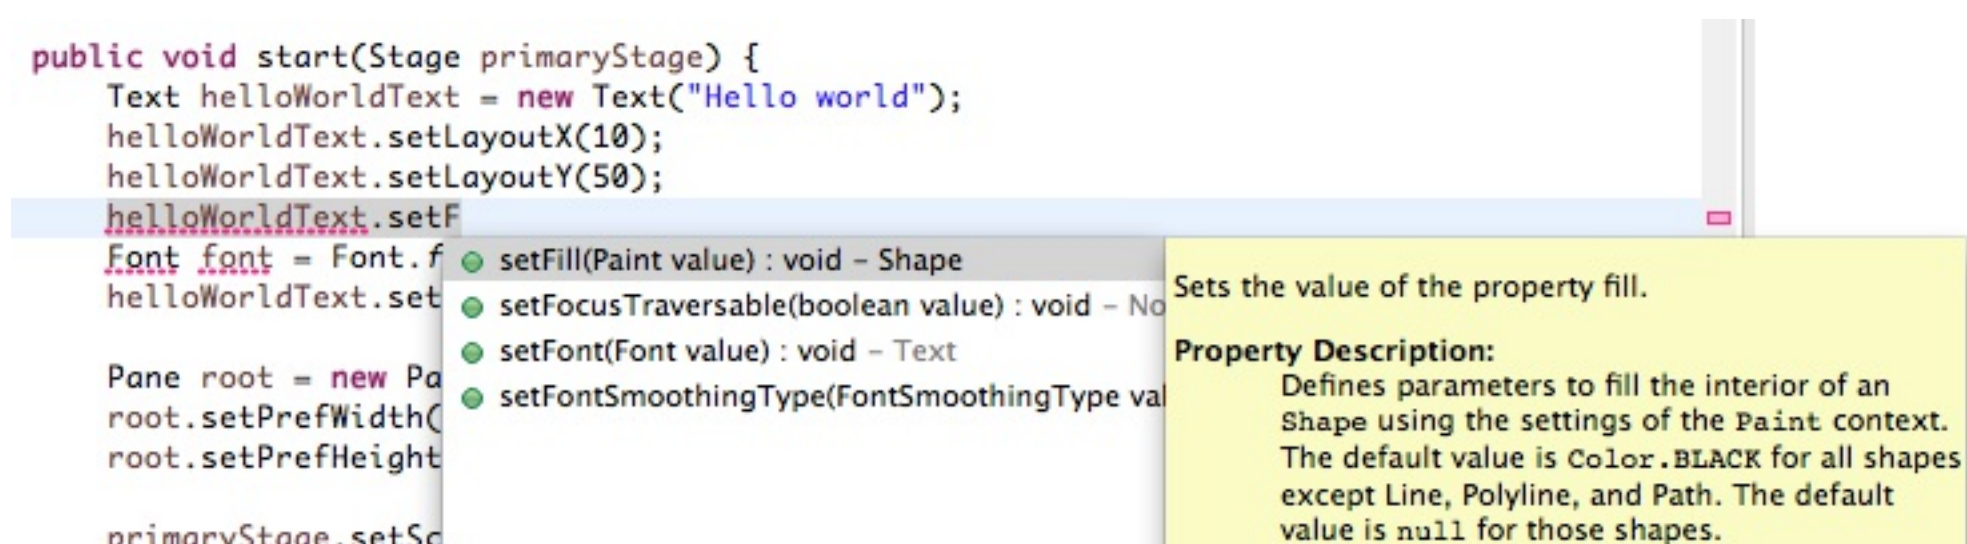 public void start(Stage primaryStage) {
Text helloWorldText = new Text("Hello world");
helloWorldText.setLayoutX(10);
helloWorldText.setLayoutY(50);
helloWorldText.setF
Font font = Font.f
helloWorldText.set
Pane root = new Pa
root.setPrefWidth(
root.setPrefHeight
primaryStage.setSc
setFill(Paint value) : void – Shape
setFocusTraversable(boolean value) : void – No
setFont(Font value) : void – Text
setFontSmoothingType(FontSmoothingType val
Sets the value of the property fill.
Property Description:
Defines parameters to fill the interior of an
Shape using the settings of the Paint context.
The default value is Color.BLACK for all shapes
except Line, Polyline, and Path. The default
value is null for those shapes.